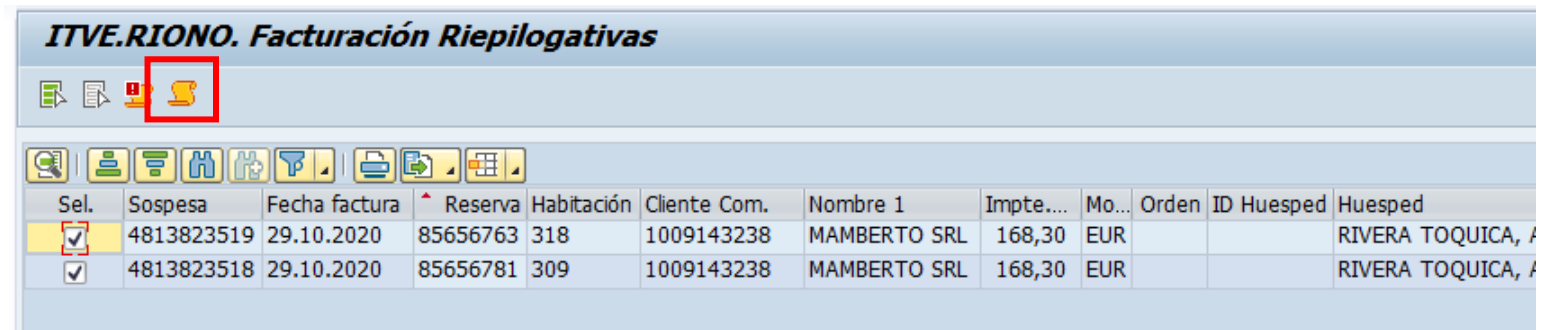 ITVE.RIONO. Facturación Riepilogativas
Sel. Sospesa Fecha factura Reserva Habitación Cliente Com. Nombre 1 Impte.... Mo... Orden ID Huesped Huesped
4813823519 29.10.2020 85656763 318 1009143238 MAMBERTO SRL 168,30 EUR RIVERA TOQUICA, A
4813823518 29.10.2020 85656781 309 1009143238 MAMBERTO SRL 168,30 EUR RIVERA TOQUICA, A